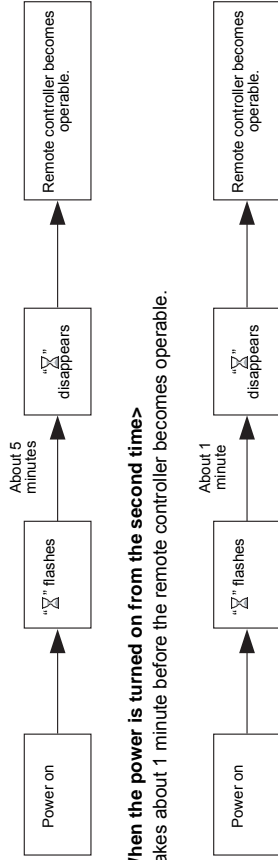 Power on
“⌛” flashes
About 5
minutes
“⌛”
disappears
Remote controller becomes
operable.
When the power is turned on from the second time>
akes about 1 minute before the remote controller becomes operable.
Power on
“⌛” flashes
About 1
minute
“⌛”
disappears
Remote controller becomes
operable.